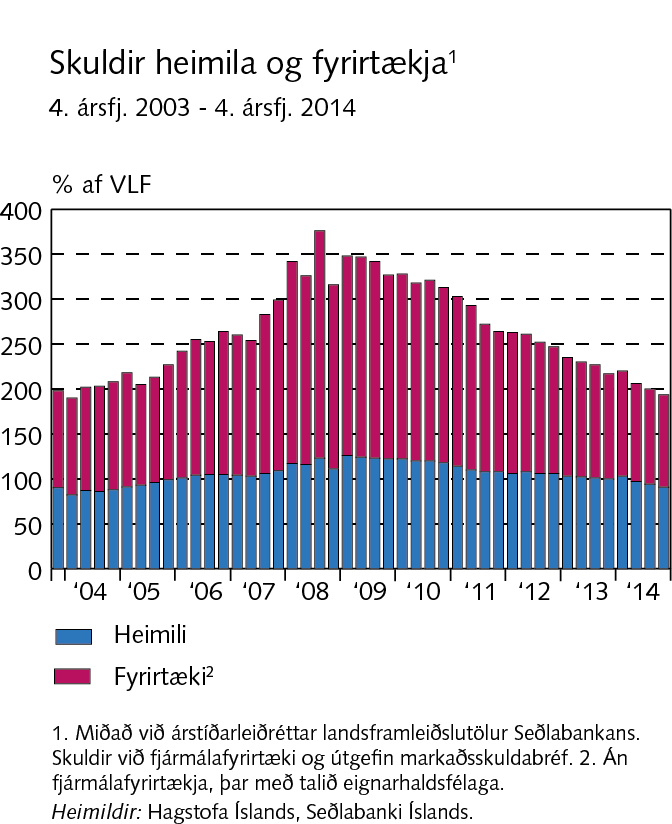 Skuldir heimila og fyrirtækja¹
4. ársfj. 2003 - 4. ársfj. 2014
% af VLF
400
350
300
250
200
150
100
50
0
‘04 ‘05 ‘06 ‘07 ‘08 ‘09 ‘10 ‘11 ‘12 ‘13 ‘14
Heimili
Fyrirtæki²
1. Miðað við árstíðarleiðréttar landsframleiðslutölur Seðlabankans.
Skuldir við fjármálafyrirtæki og útgefin markaðsskuldabréf. 2. Án
fjármálafyrirtækja, þar með talið eignarhaldsfélaga.
Heimildir: Hagstofa Íslands, Seðlabanki Íslands.